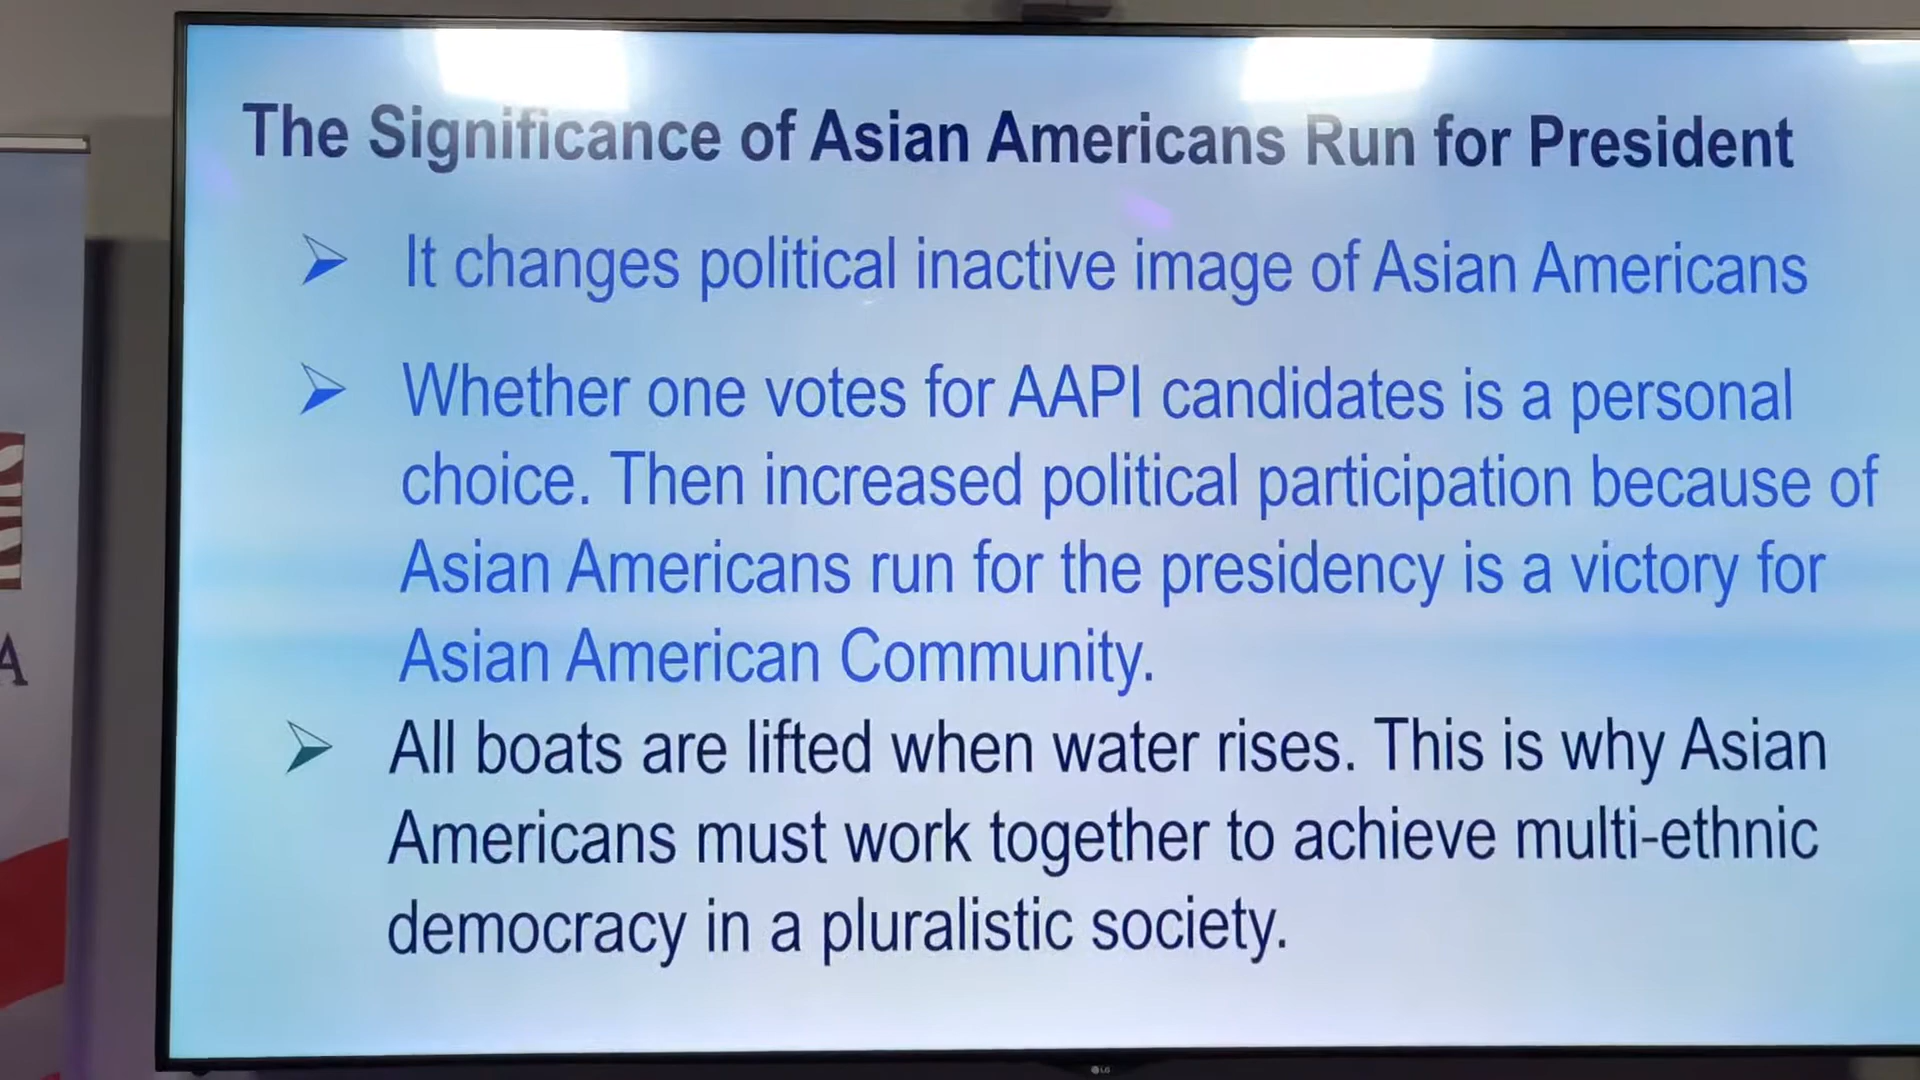 The Significance of Asian Americans Run for President
It changes political inactive image of Asian Americans
Whether one votes for AAPI candidates is a personal
choice. Then increased political participation because of
Asian Americans run for the presidency is a victory for
Asian American Community.
All boats are lifted when water rises. This is why Asian
Americans must work together to achieve multi-ethnic
democracy in a pluralistic society.
A
LG